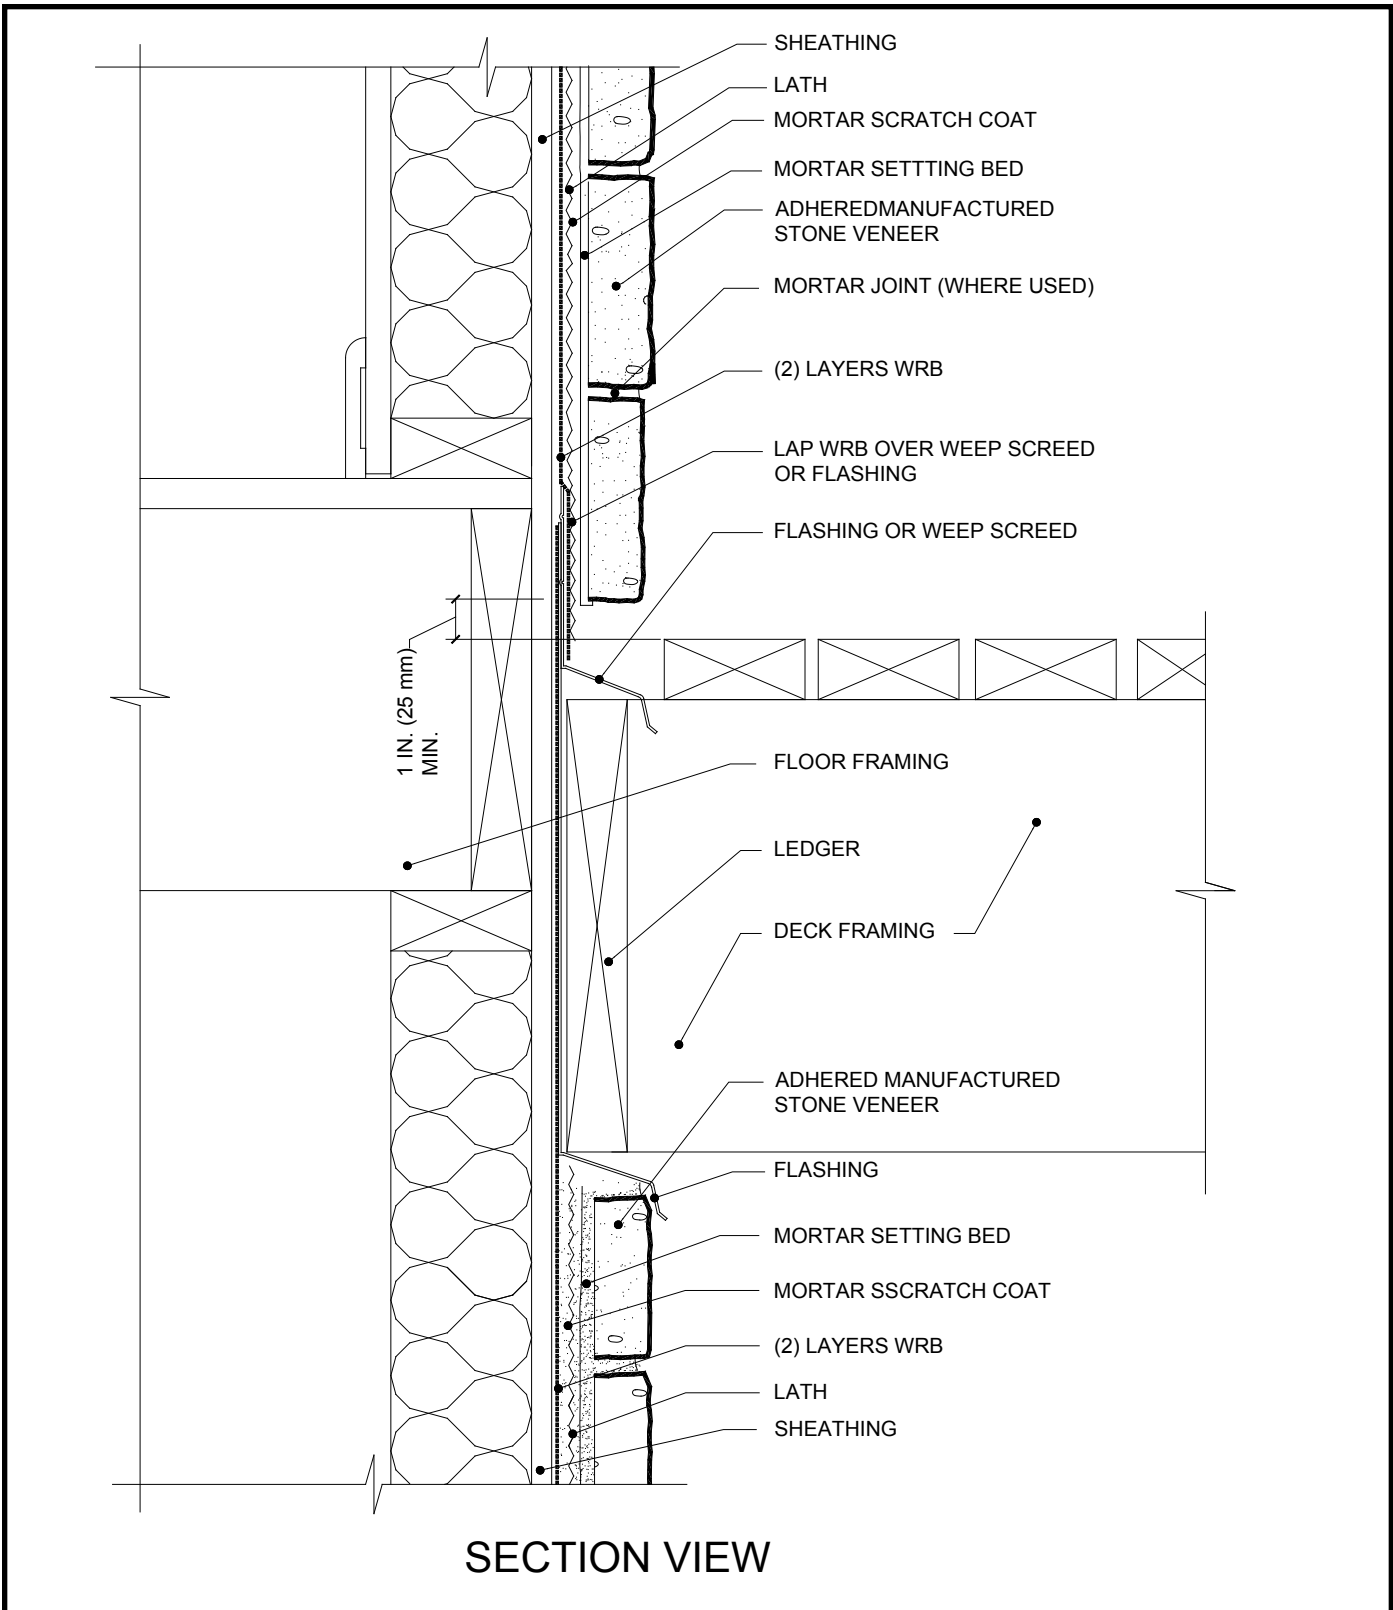 SHEATHING
LATH
MORTAR SCRATCH COAT
MORTAR SETTTING BED
ADHEREDMANUFACTURED
STONE VENEER
MORTAR JOINT (WHERE USED)
(2) LAYERS WRB
LAP WRB OVER WEEP SCREED
OR FLASHING
FLASHING OR WEEP SCREED
1 IN. (25 mm)
MIN.
FLOOR FRAMING
LEDGER
DECK FRAMING
ADHERED MANUFACTURED
STONE VENEER
FLASHING
MORTAR SETTING BED
MORTAR SSCRATCH COAT
(2) LAYERS WRB
LATH
SHEATHING
SECTION VIEW